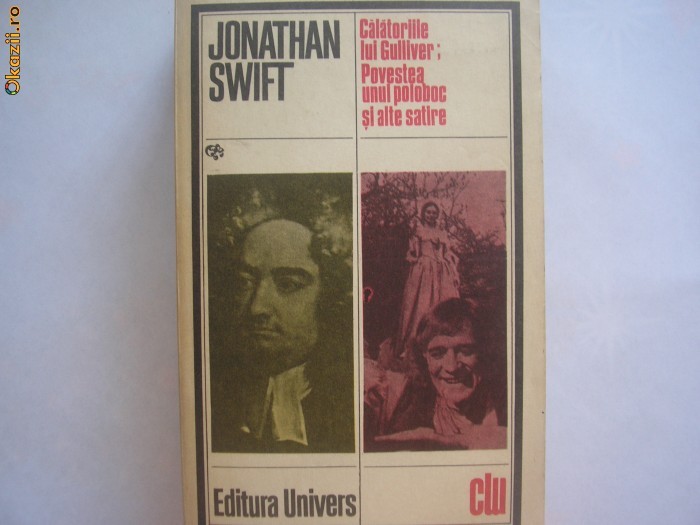 Okazii.ro
JONATHAN
SWIFT
Călătoriile
lui Gulliver;
Povestea
unui poloboc
și alte satire
Editura Univers
clu